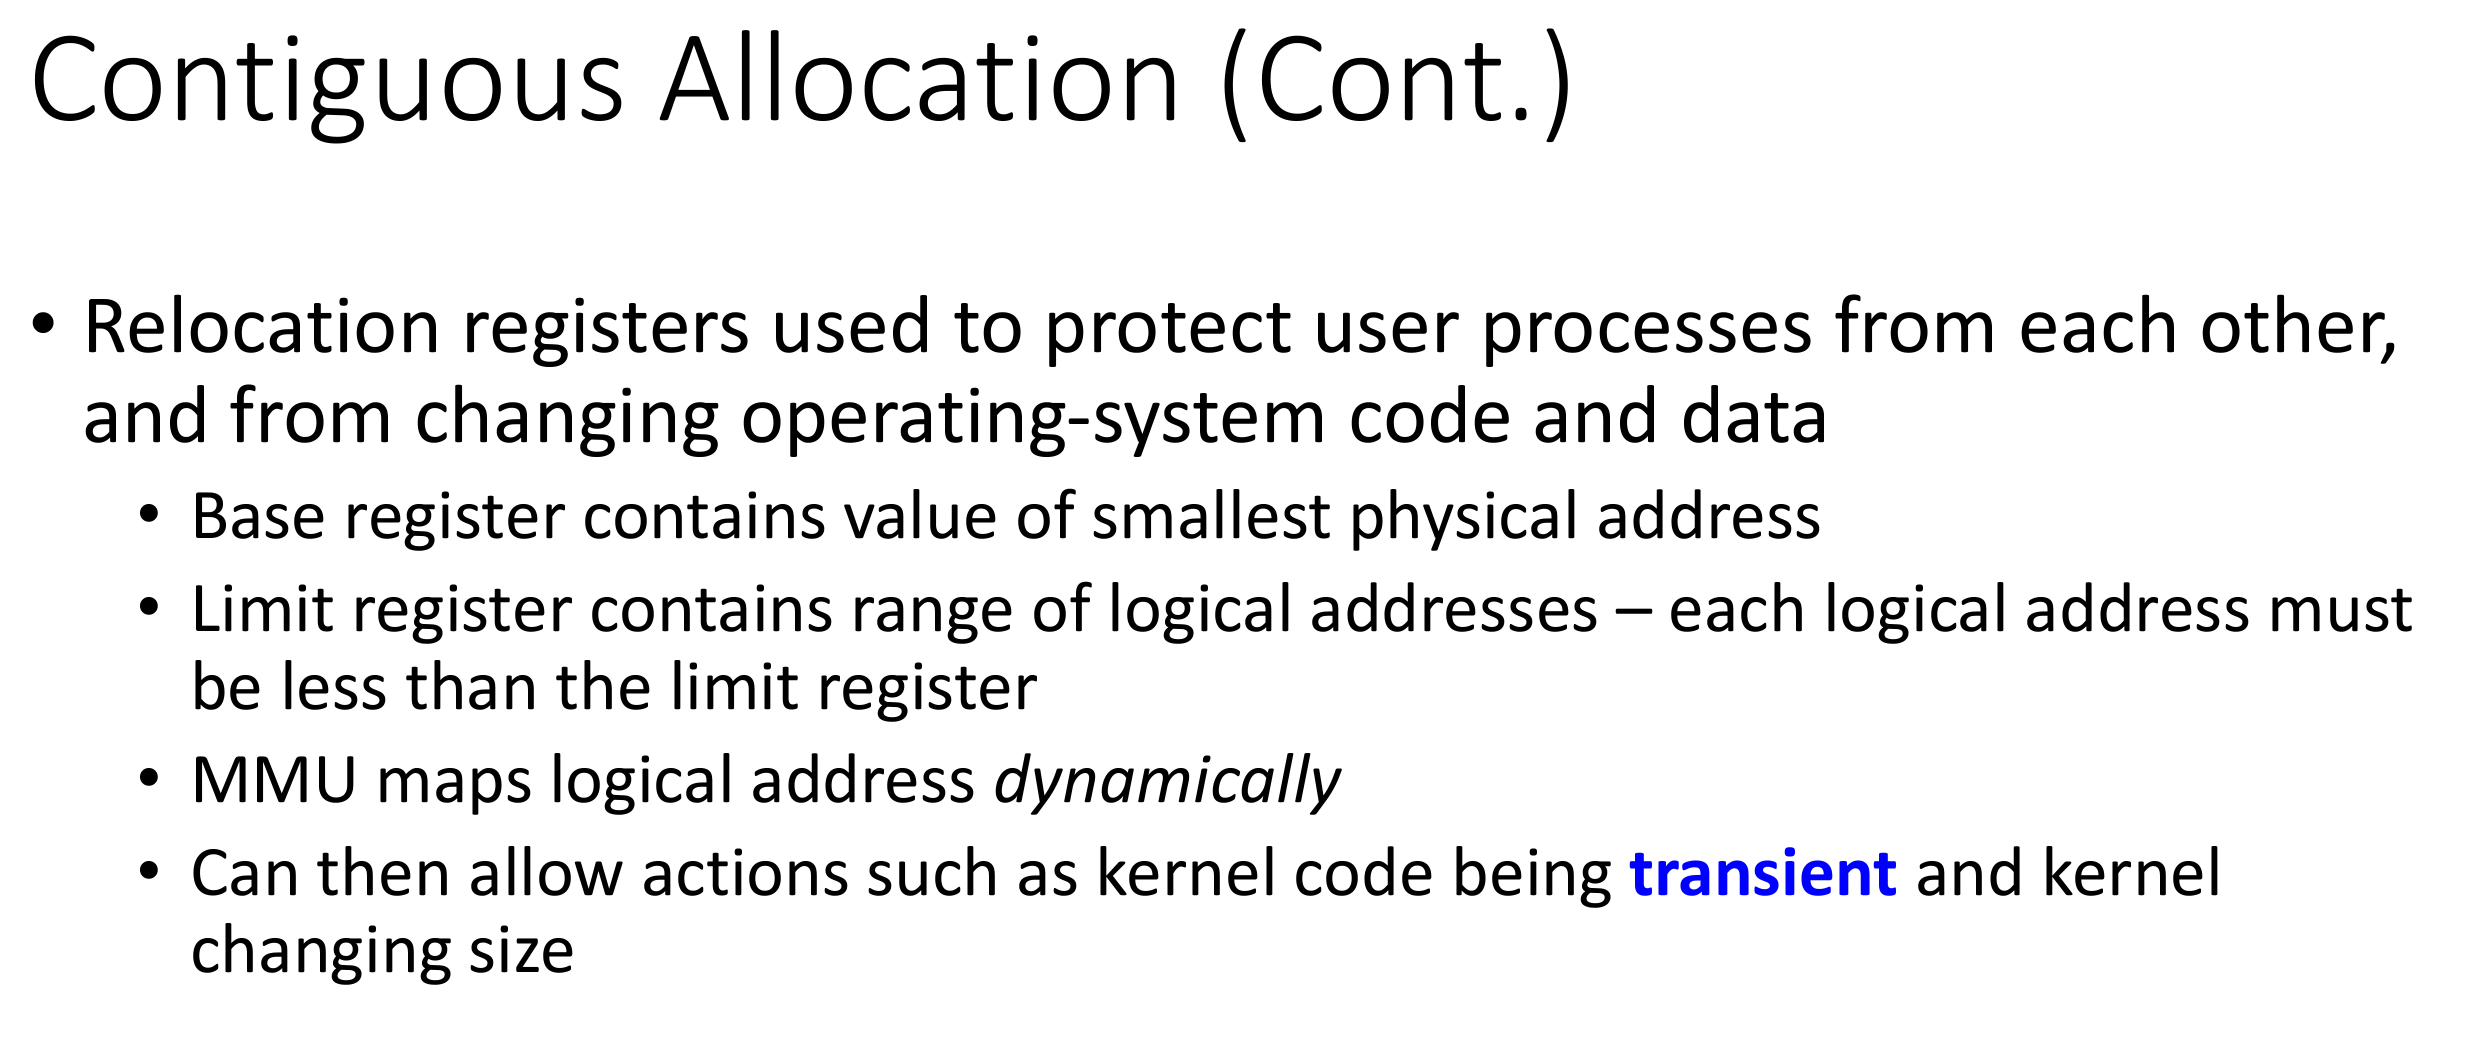 Contiguous Allocation (Cont.)
• Relocation registers used to protect user processes from each other,
and from changing operating-system code and data
• Base register contains value of smallest physical address
• Limit register contains range of logical addresses – each logical address must
be less than the limit register
• MMU maps logical address dynamically
• Can then allow actions such as kernel code being transient and kernel
changing size